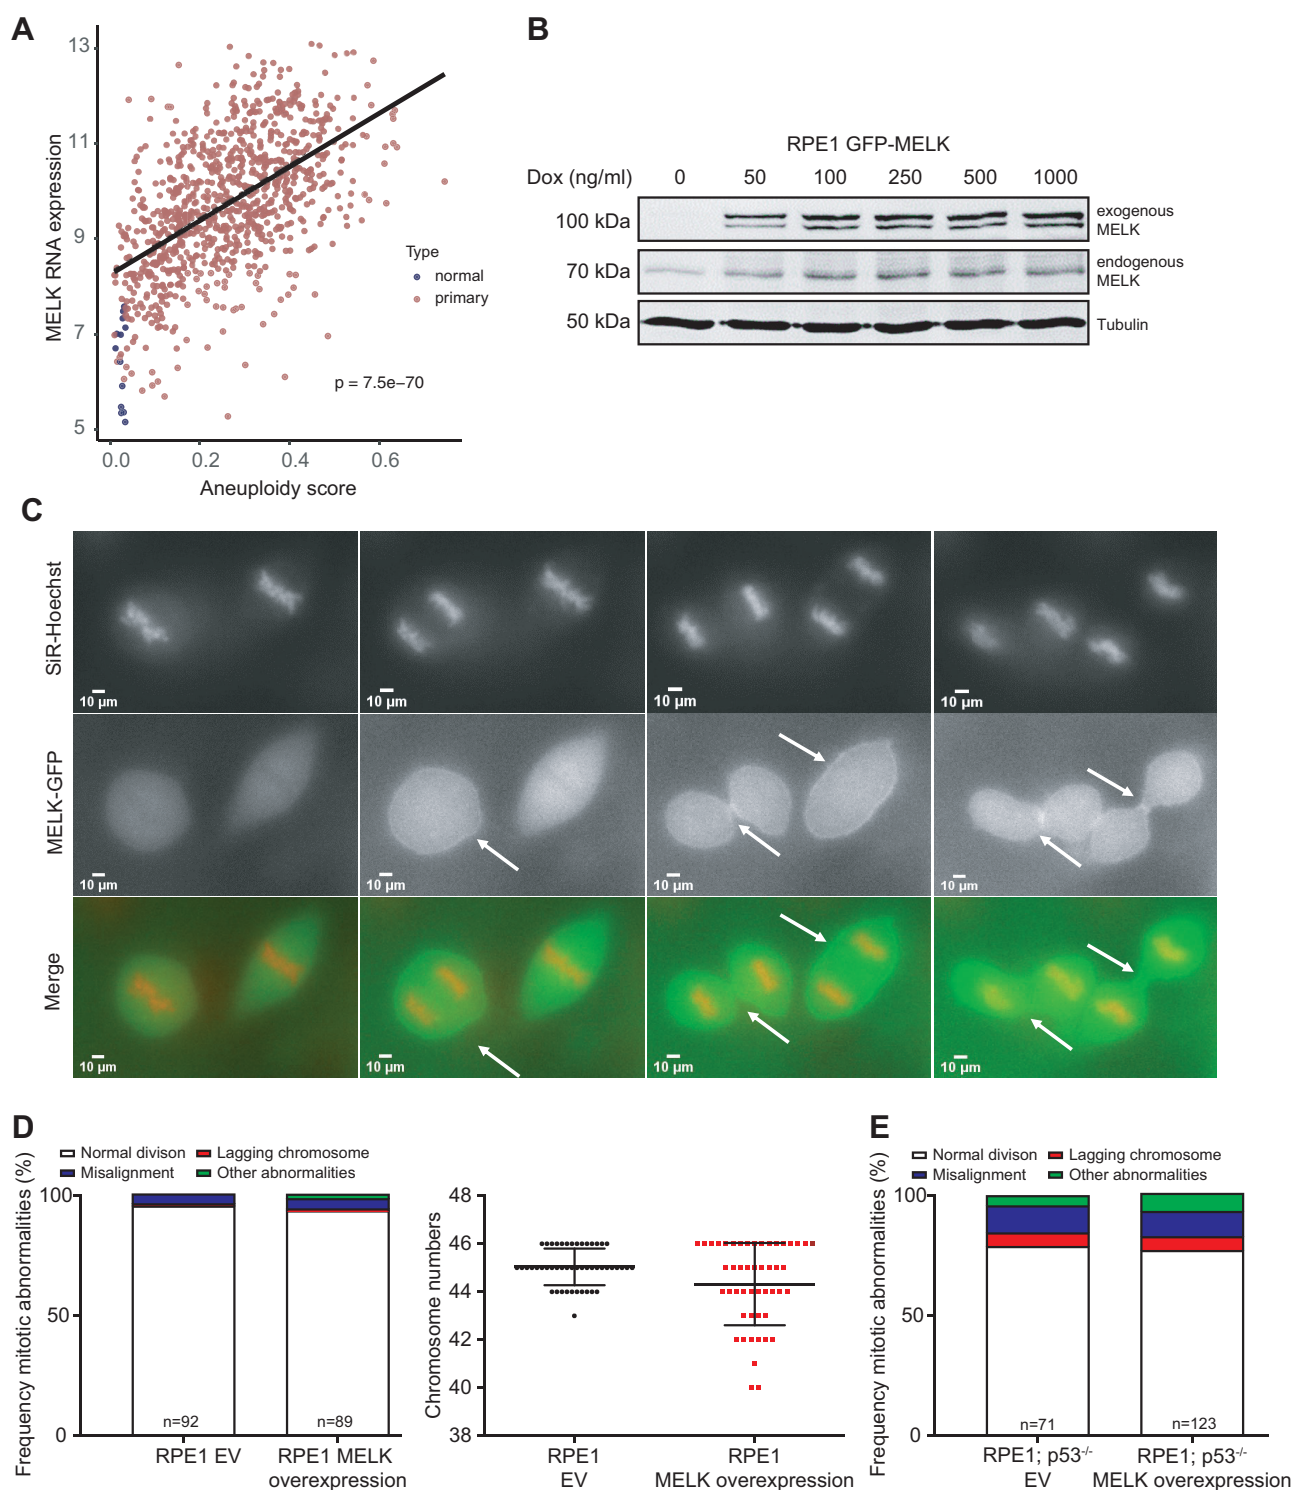 A
13
11
9
7
5
MELK RNA expression
0.0 0.2 0.4 0.6
Aneuploidy score
Type
normal
primary
p = 7.5e−70
B
RPE1 GFP-MELK
Dox (ng/ml) 0 50 100 250 500 1000
100 kDa
exogenous
MELK
70 kDa
endogenous
MELK
50 kDa
Tubulin
C
SiR-Hoechst
10 µm 10 µm 10 µm 10 µm
MELK-GFP
10 µm 10 µm 10 µm 10 µm
Merge
10 µm 10 µm 10 µm 10 µm
D
Normal divison Lagging chromosome
Misalignment Other abnormalities
Frequency mitotic abnormalities (%)
100
50
0
n=92 n=89
RPE1 EV
RPE1 MELK
overexpression
Chromosome numbers
48
46
44
42
40
38
RPE1
EV
RPE1
MELK overexpression
E
Normal divison Lagging chromosome
Misalignment Other abnormalities
Frequency mitotic abnormalities (%)
100
50
0
n=71 n=123
RPE1; p53-/-
EV
RPE1; p53-/-
MELK overexpression